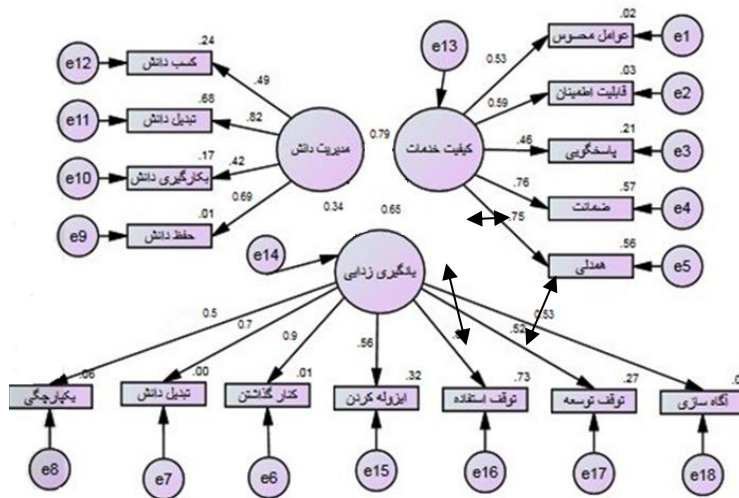 .24
.02
e12
کسب دانش
e13
عوامل محسوس
e1
.49
0.53
.68
.03
e11
تبدیل دانش
.82
0.59
قابلیت اطمینان
e2
مدیریت دانش
0.79
کیفیت خدمات
.17
.42
.46
.21
e10
بکارگیری دانش
پاسخگویی
e3
0.69
.76
.01
.57
e9
حفظ دانش
0.34
0.65
ضمانت
e4
.75
.56
e14
یادگیری زدایی
همدلی
e5
0.5
0.7
0.9
.56
.52
0.53
.06
.00
.01
.32
.73
.27
یکپارچگی
تبدیل دانش
کنار گذاشتن
ایزوله کردن
توقف استفاده
توقف توسعه
آگاه سازی
e8
e7
e6
e15
e16
e17
e18